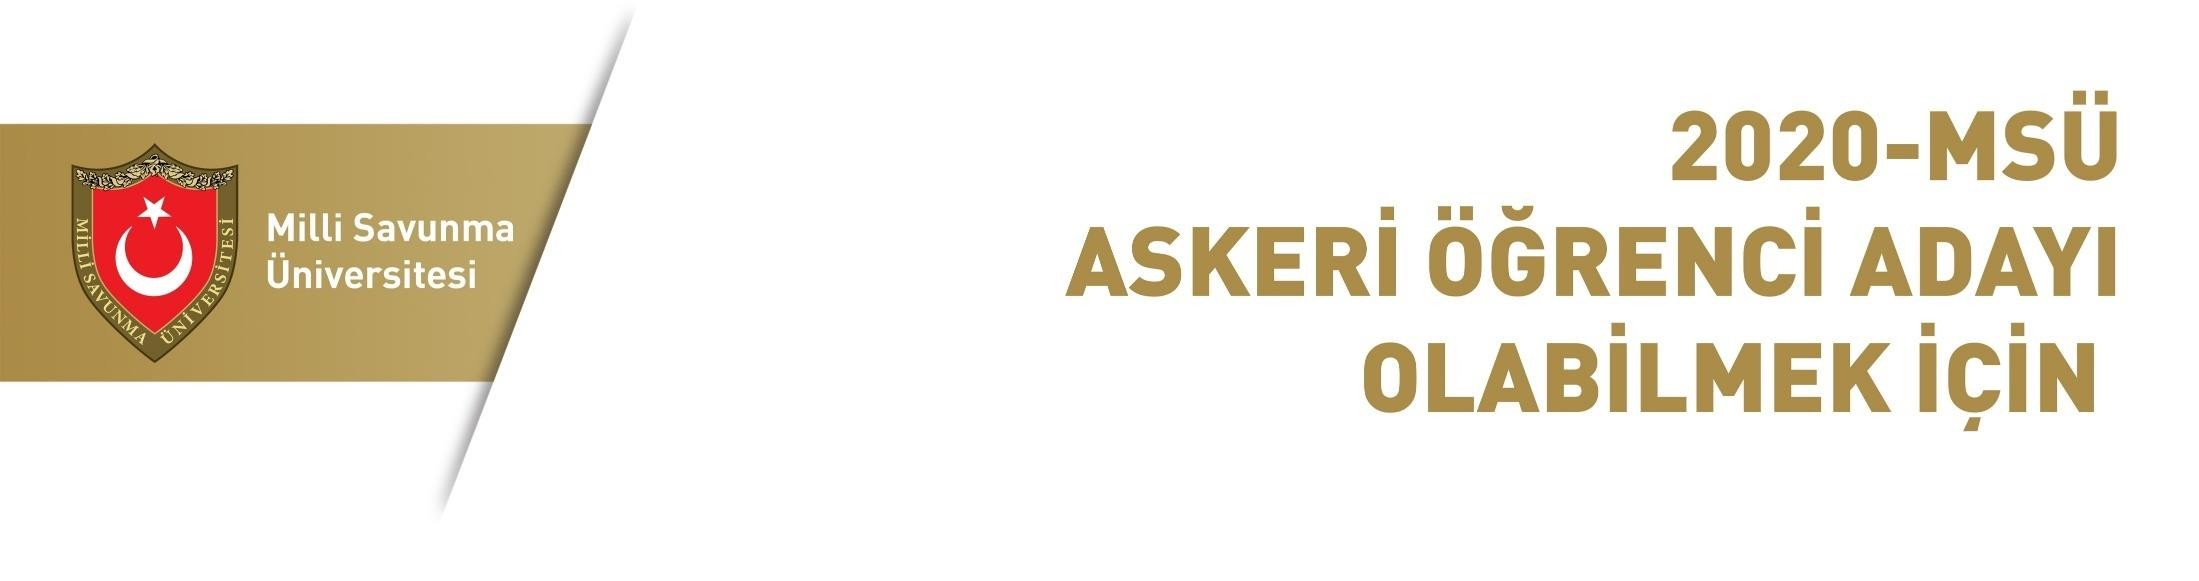 MİLLİ SAVUNMA ÜNİVERSİTESİ
Milli Savunma
Üniversitesi
2020-MSÜ
ASKERİ ÖĞRENCİ ADAYI
OLABİLMEK İÇİN